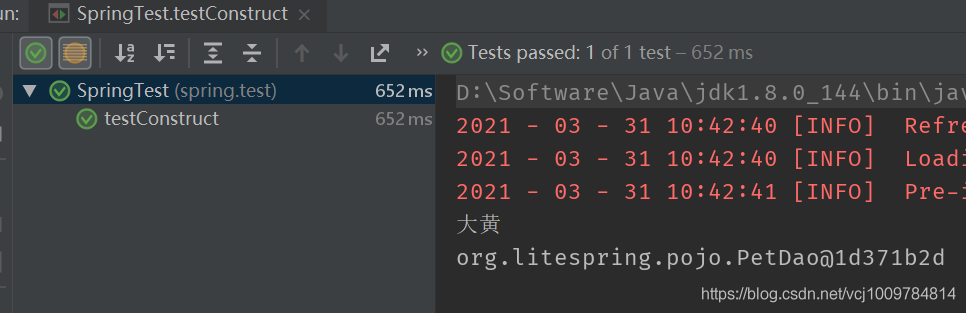 un: SpringTest.testConstruct ×
» Tests passed: 1 of 1 test – 652 ms
SpringTest (spring.test) 652 ms
testConstruct 652 ms
D:\Software\Java\jdk1.8.0_144\bin\jav
2021 - 03 - 31 10:42:40 [INFO] Refre
2021 - 03 - 31 10:42:40 [INFO] Loadi
2021 - 03 - 31 10:42:41 [INFO] Pre-i
大黄
org.litespring.pojo.PetDao@1d371b2d
https://blog.csdn.net/vcj1009784814